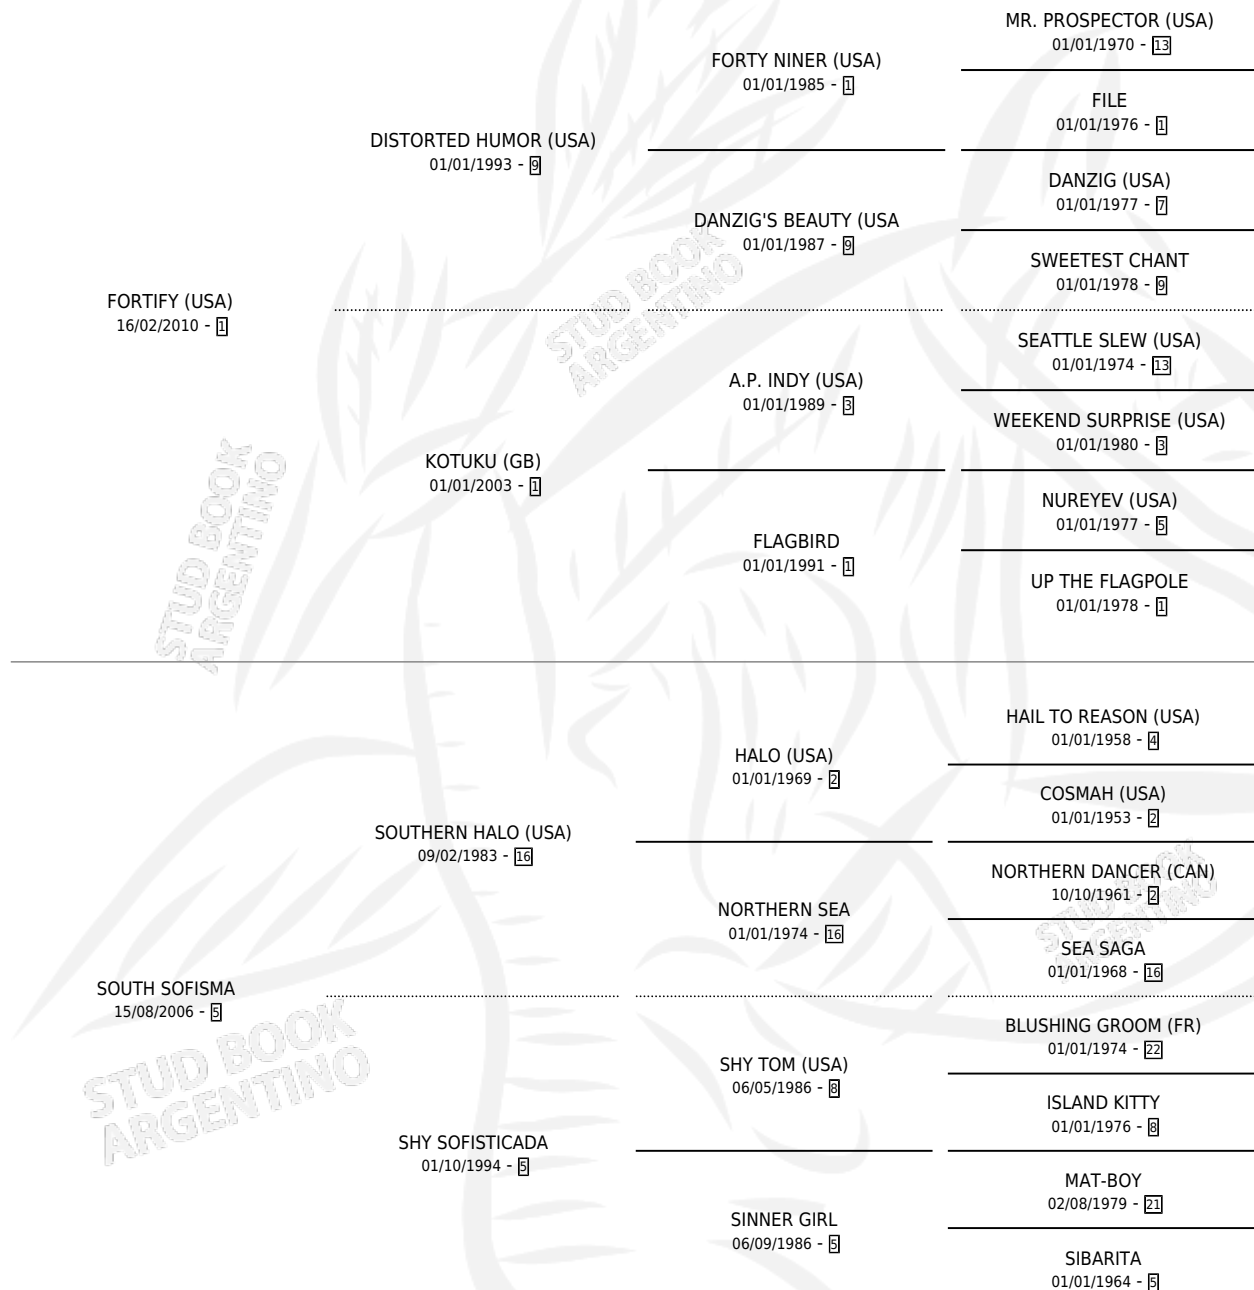 MR. PROSPECTOR (USA)
01/01/1970 - 13
FORTY NINER (USA)
01/01/1985 - 1
FILE
01/01/1976 - 1
DISTORTED HUMOR (USA)
01/01/1993 - 9
DANZIG (USA)
01/01/1977 - 7
DANZIG'S BEAUTY (USA
01/01/1987 - 9
SWEETEST CHANT
01/01/1978 - 9
FORTIFY (USA)
16/02/2010 - 1
SEATTLE SLEW (USA)
01/01/1974 - 13
A.P. INDY (USA)
01/01/1989 - 3
WEEKEND SURPRISE (USA)
01/01/1980 - 3
KOTUKU (GB)
01/01/2003 - 1
NUREYEV (USA)
01/01/1977 - 5
FLAGBIRD
01/01/1991 - 1
UP THE FLAGPOLE
01/01/1978 - 1
HAIL TO REASON (USA)
01/01/1958 - 4
HALO (USA)
01/01/1969 - 2
COSMAH (USA)
01/01/1953 - 2
SOUTHERN HALO (USA)
09/02/1983 - 16
NORTHERN DANCER (CAN)
10/10/1961 - 2
NORTHERN SEA
01/01/1974 - 16
SEA SAGA
01/01/1968 - 16
SOUTH SOFISMA
15/08/2006 - 5
BLUSHING GROOM (FR)
01/01/1974 - 22
SHY TOM (USA)
06/05/1986 - 8
ISLAND KITTY
01/01/1976 - 8
SHY SOFISTICADA
01/10/1994 - 5
MAT-BOY
02/08/1979 - 21
SINNER GIRL
06/09/1986 - 5
SIBARITA
01/01/1964 - 5
STUD BOOK
ARGENTINO
STUD BOOK
ARGENTINO
STUD BOOK
ARGENTINO
STUD BOOK
ARGENTINO